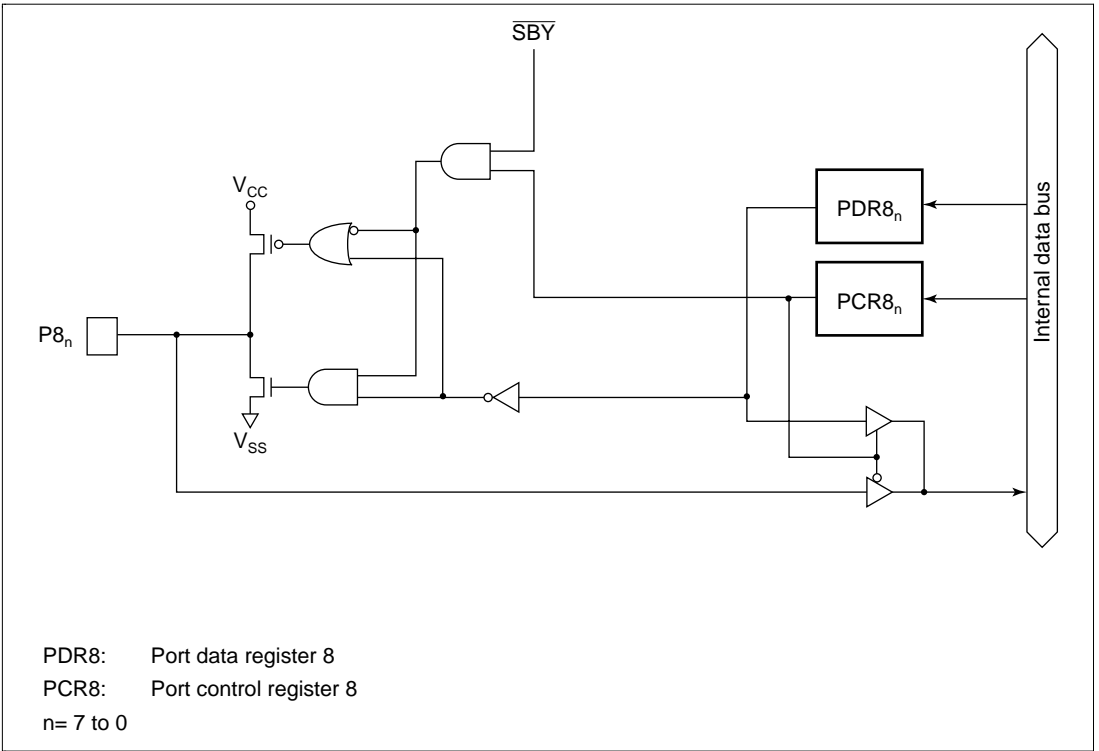 SBY
VCC
PDR8n
PCR8n
Internal data bus
P8n
VSS
PDR8: Port data register 8
PCR8: Port control register 8
n= 7 to 0